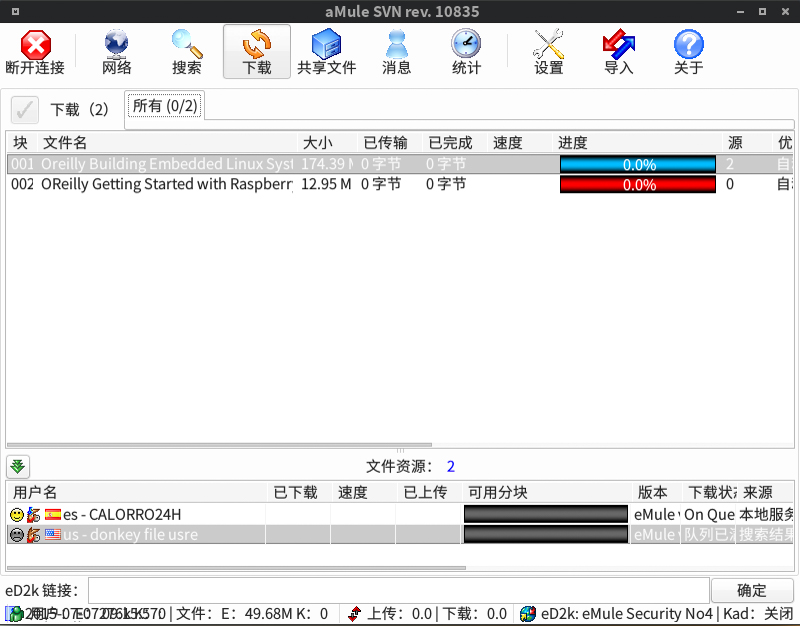 aMule SVN rev. 10835
断开连接 网络 搜索 下载 共享文件 消息 统计 设置 导入 关于
下载（2） 所有 (0/2)
块 文件名 大小 已传输 已完成 速度 进度 源 优
001 Oreilly Building Embedded Linux Syst 174.39 M 0 字节 0 字节 0.0% 2 自动
002 OReilly Getting Started with Raspberr 12.95 M 0 字节 0 字节 0.0% 0 自动
文件资源： 2
用户名 已下载 速度 已上传 可用分块 版本 下载状态 来源
es - CALORRO24H eMule On Que 本地服务
us - donkey file usre eMule 队列已满 搜索结果
eD2k 链接： 确定
文件：E：49.68M K：0 上传：0.0 | 下载：0.0 eD2k: eMule Security No4 | Kad：关闭